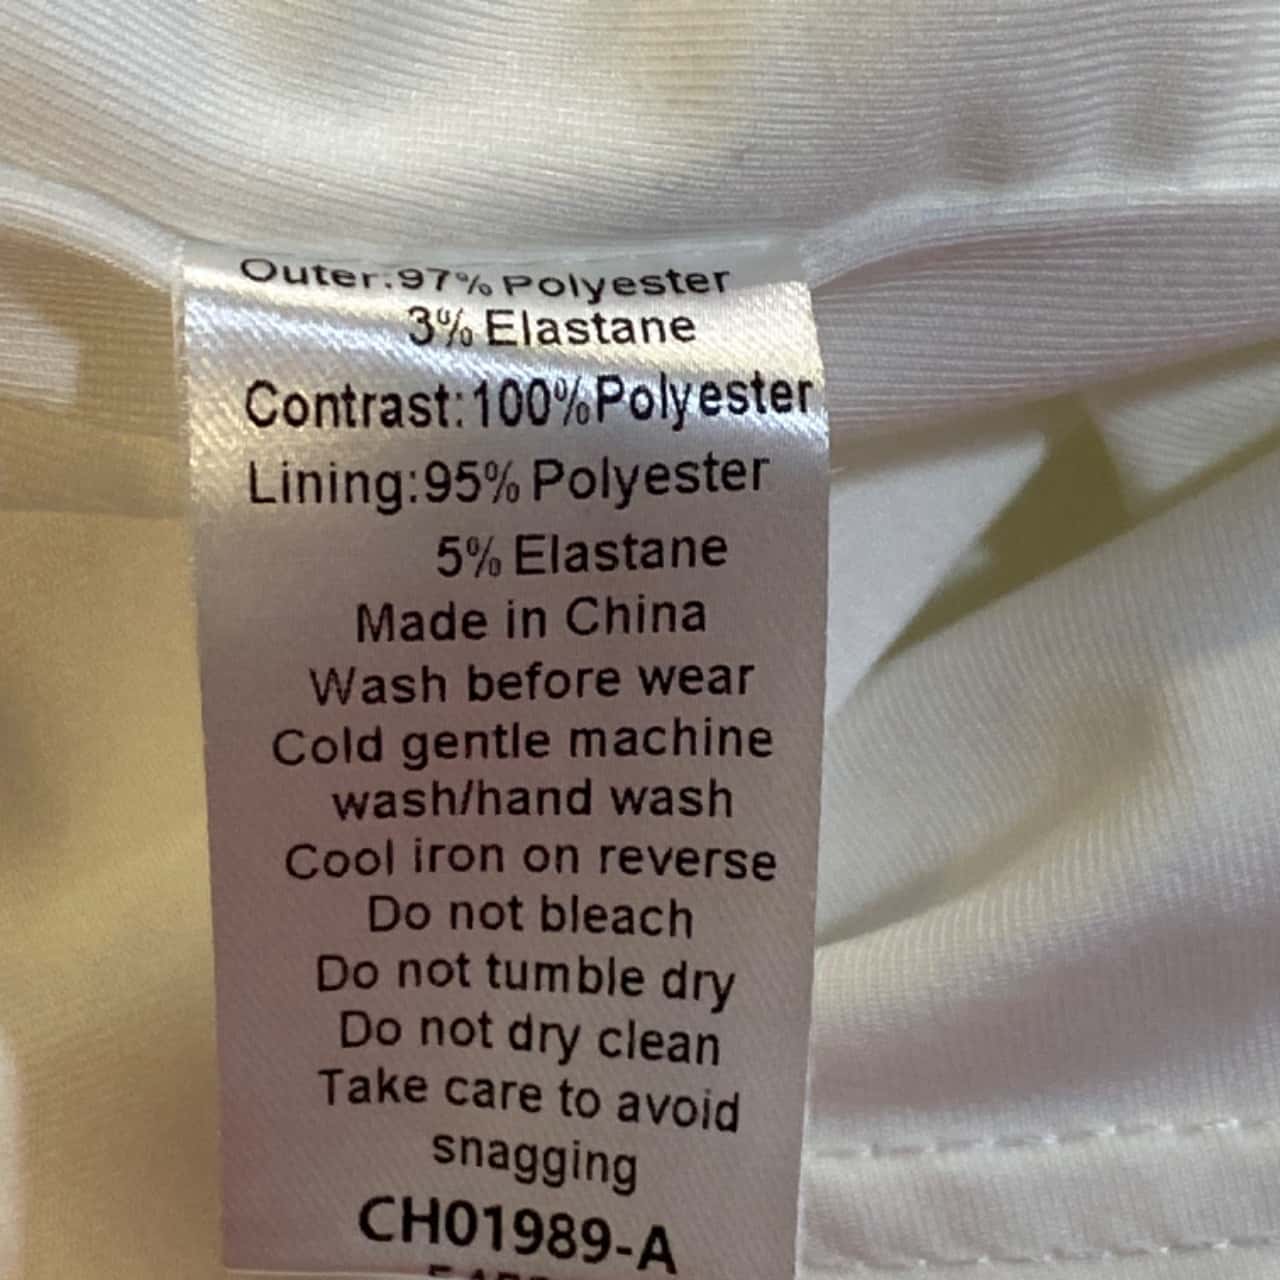 Outer:97% Polyester
3% Elastane
Contrast:100%Polyester
Lining:95% Polyester
5% Elastane
Made in China
Wash before wear
Cold gentle machine
wash/hand wash
Cool iron on reverse
Do not bleach
Do not tumble dry
Do not dry clean
Take care to avoid
snagging
CH01989-A